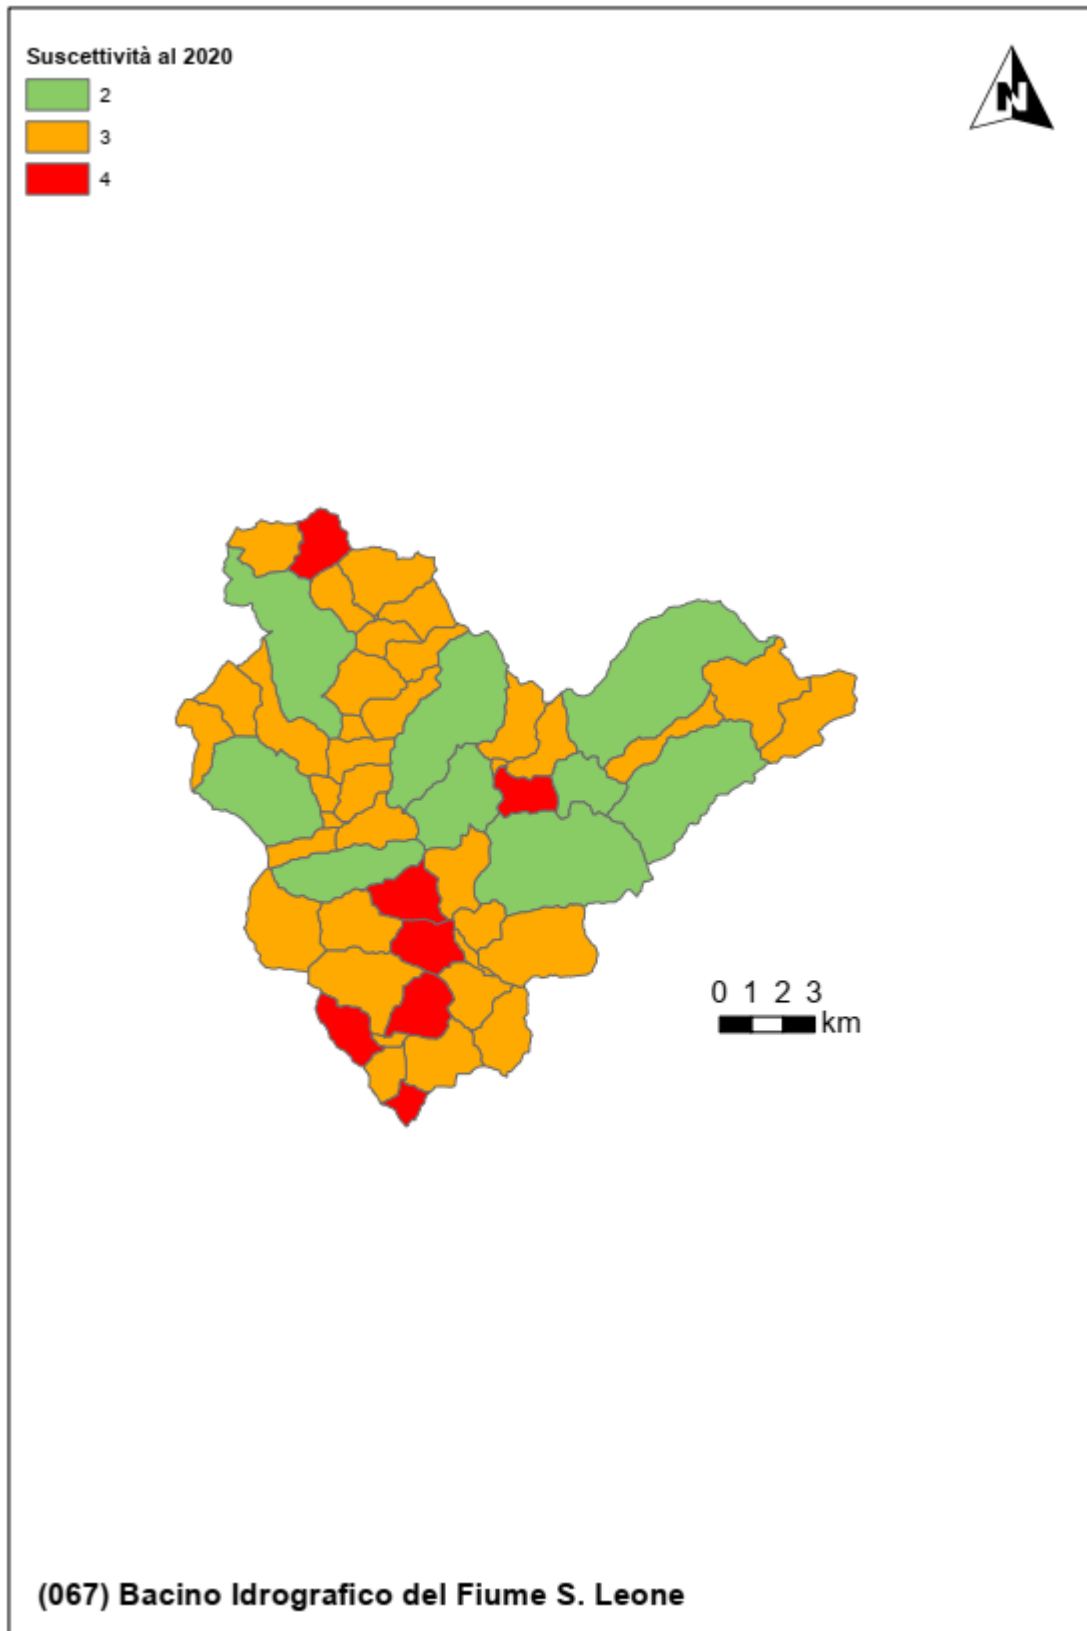 Suscettività al 2020
2
3
4
N
0 1 2 3
km
(067) Bacino Idrografico del Fiume S. Leone